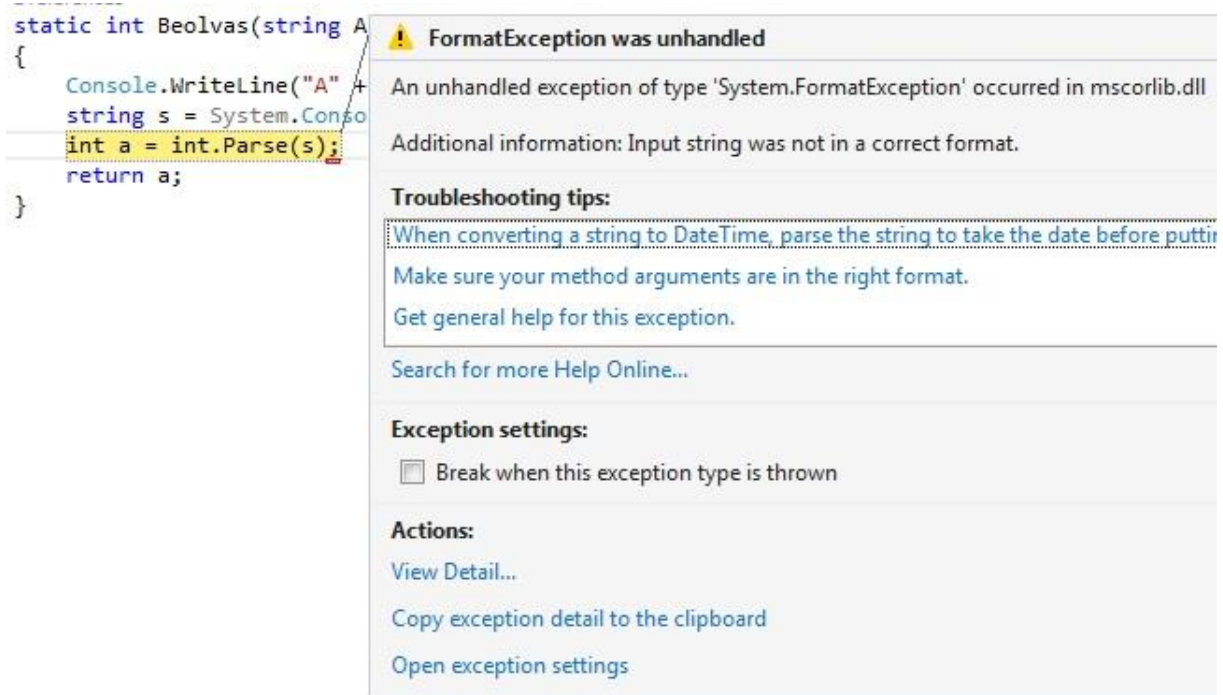 static int Beolvas(string A
{
Console.WriteLine("A" +
string s = System.Conso
int a = int.Parse(s);
return a;
}
FormatException was unhandled
An unhandled exception of type 'System.FormatException' occurred in mscorlib.dll
Additional information: Input string was not in a correct format.
Troubleshooting tips:
When converting a string to DateTime, parse the string to take the date before puttin
Make sure your method arguments are in the right format.
Get general help for this exception.
Search for more Help Online...
Exception settings:
Break when this exception type is thrown
Actions:
View Detail...
Copy exception detail to the clipboard
Open exception settings